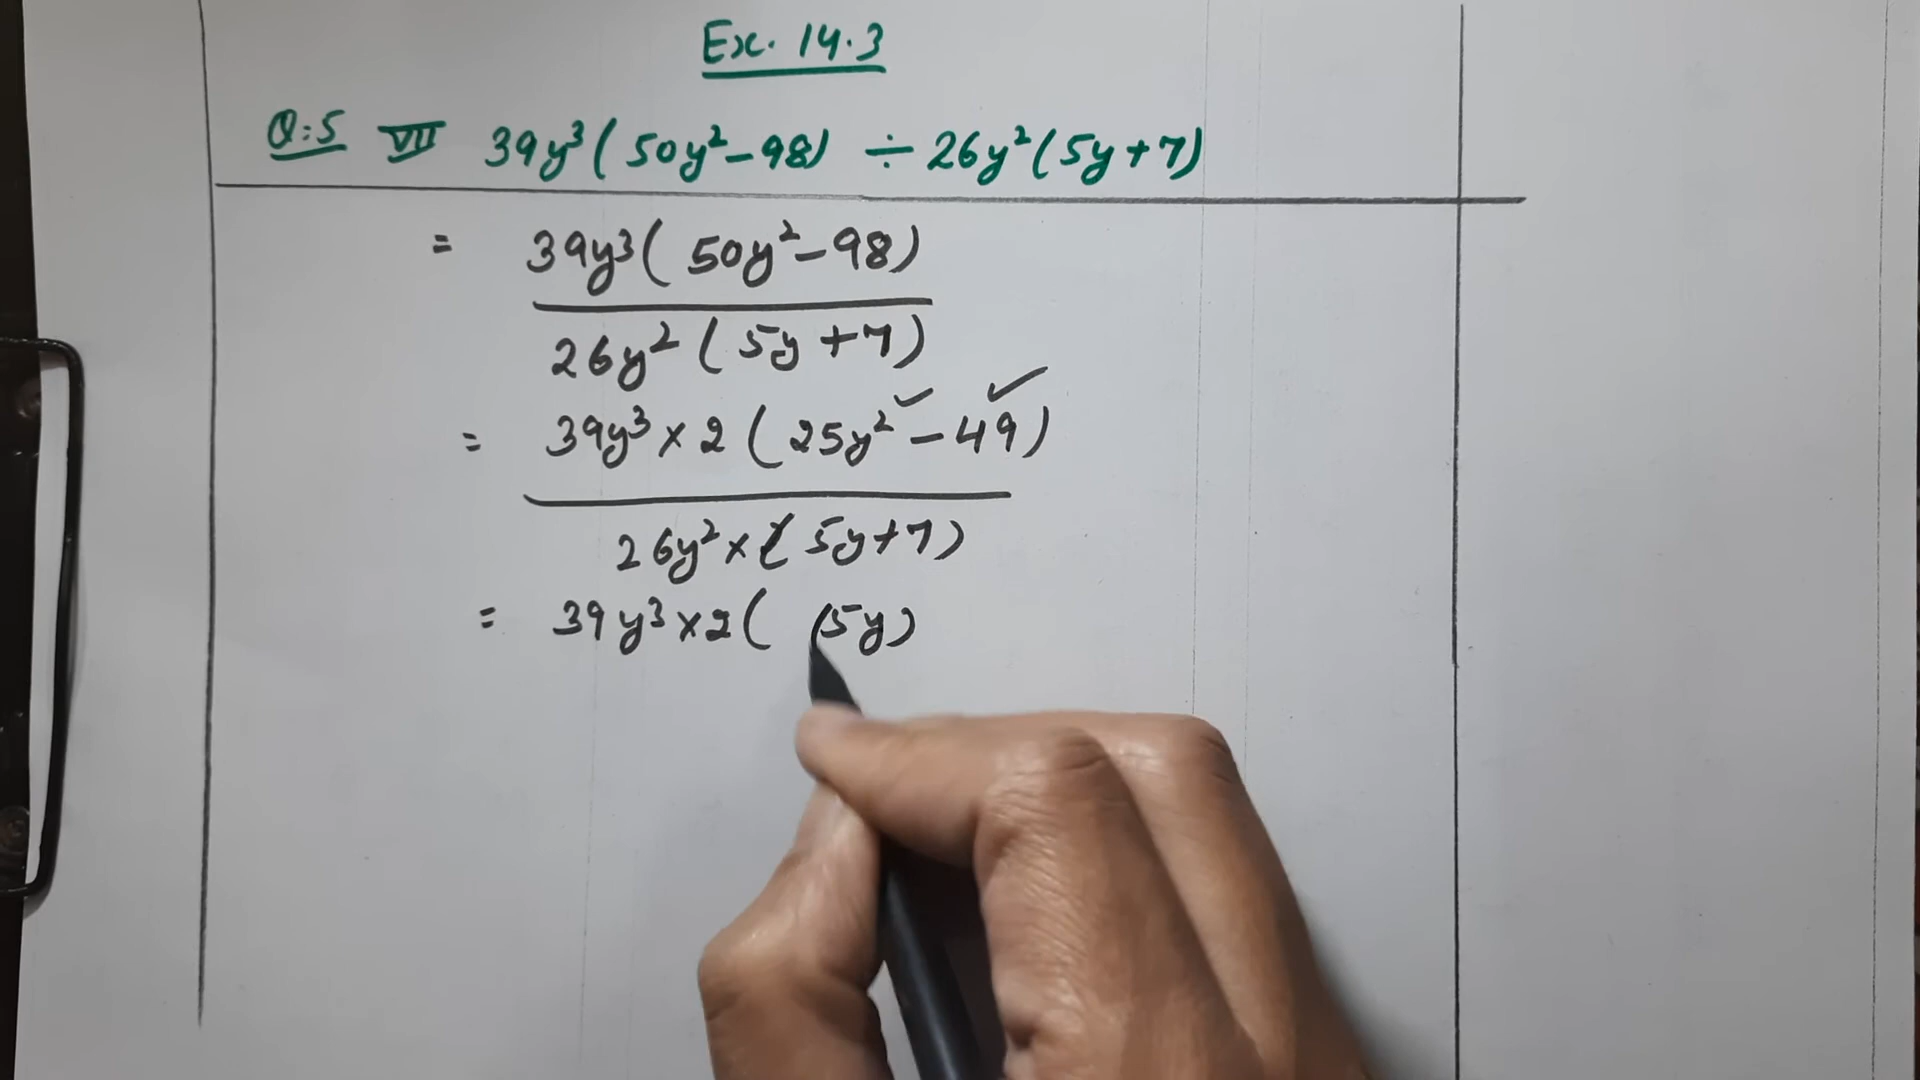 Ex. 14.3
Q:5 VII 39y³(50y²-98) ÷ 26y²(5y+7)
= 39y³(50y²-98)
26y²(5y+7)
= 39y³×2(25y²-49)
26y²×(5y+7)
= 39y³×2( (5y)